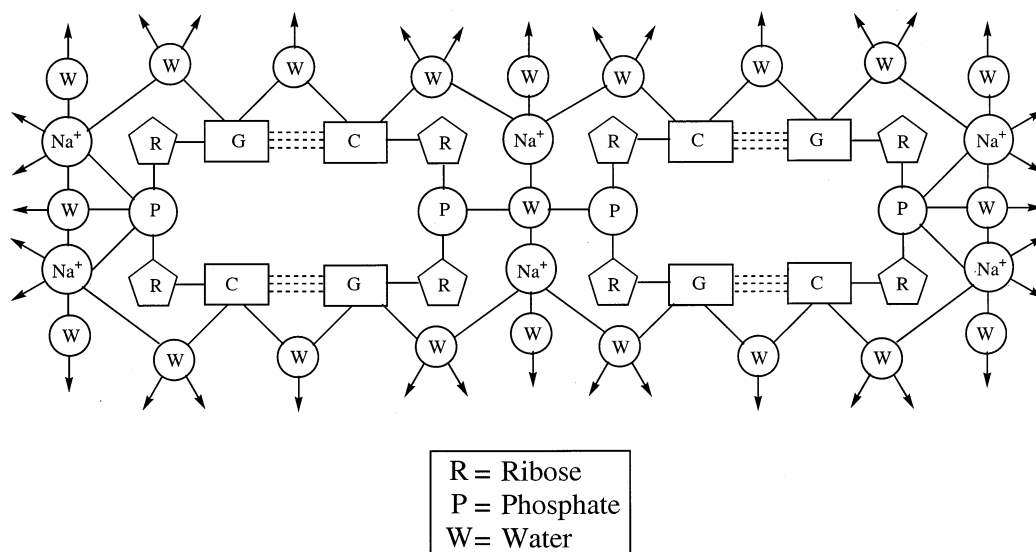 W W W W W W W W W
Na⁺ R G C R Na⁺ R C G R Na⁺
W P P W P P W
Na⁺ R C G R Na⁺ R G C R Na⁺
W W W W W W W W W
R = Ribose
P = Phosphate
W = Water